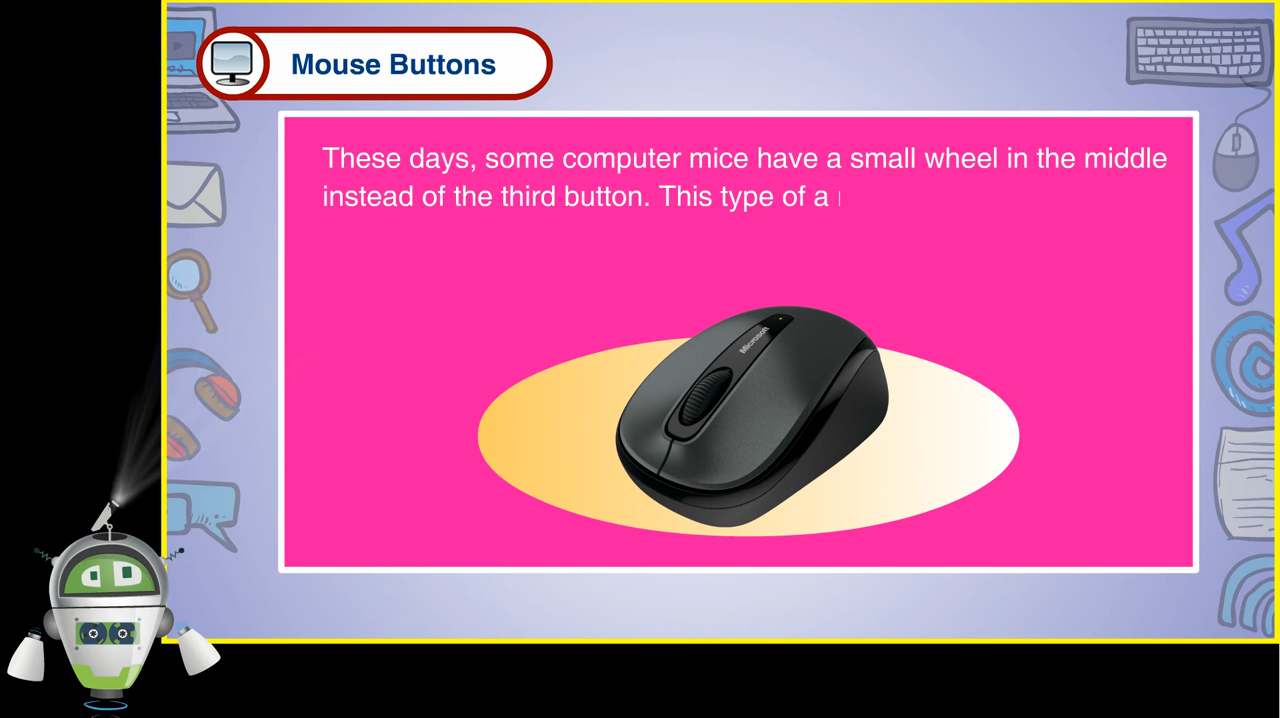 Mouse Buttons
These days, some computer mice have a small wheel in the middle
instead of the third button. This type of a
Microsoft